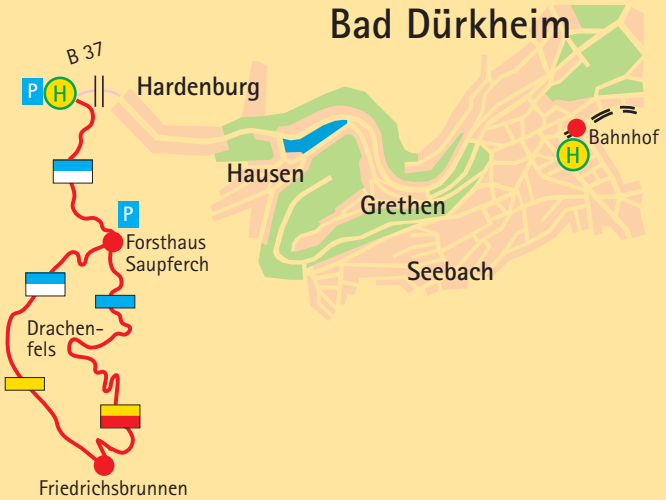 Bad Dürkheim
B 37
P
H
Hardenburg
Bahnhof
H
Hausen
Grethen
P
Forsthaus
Saupferch
Seebach
Drachen-
fels
Friedrichsbrunnen